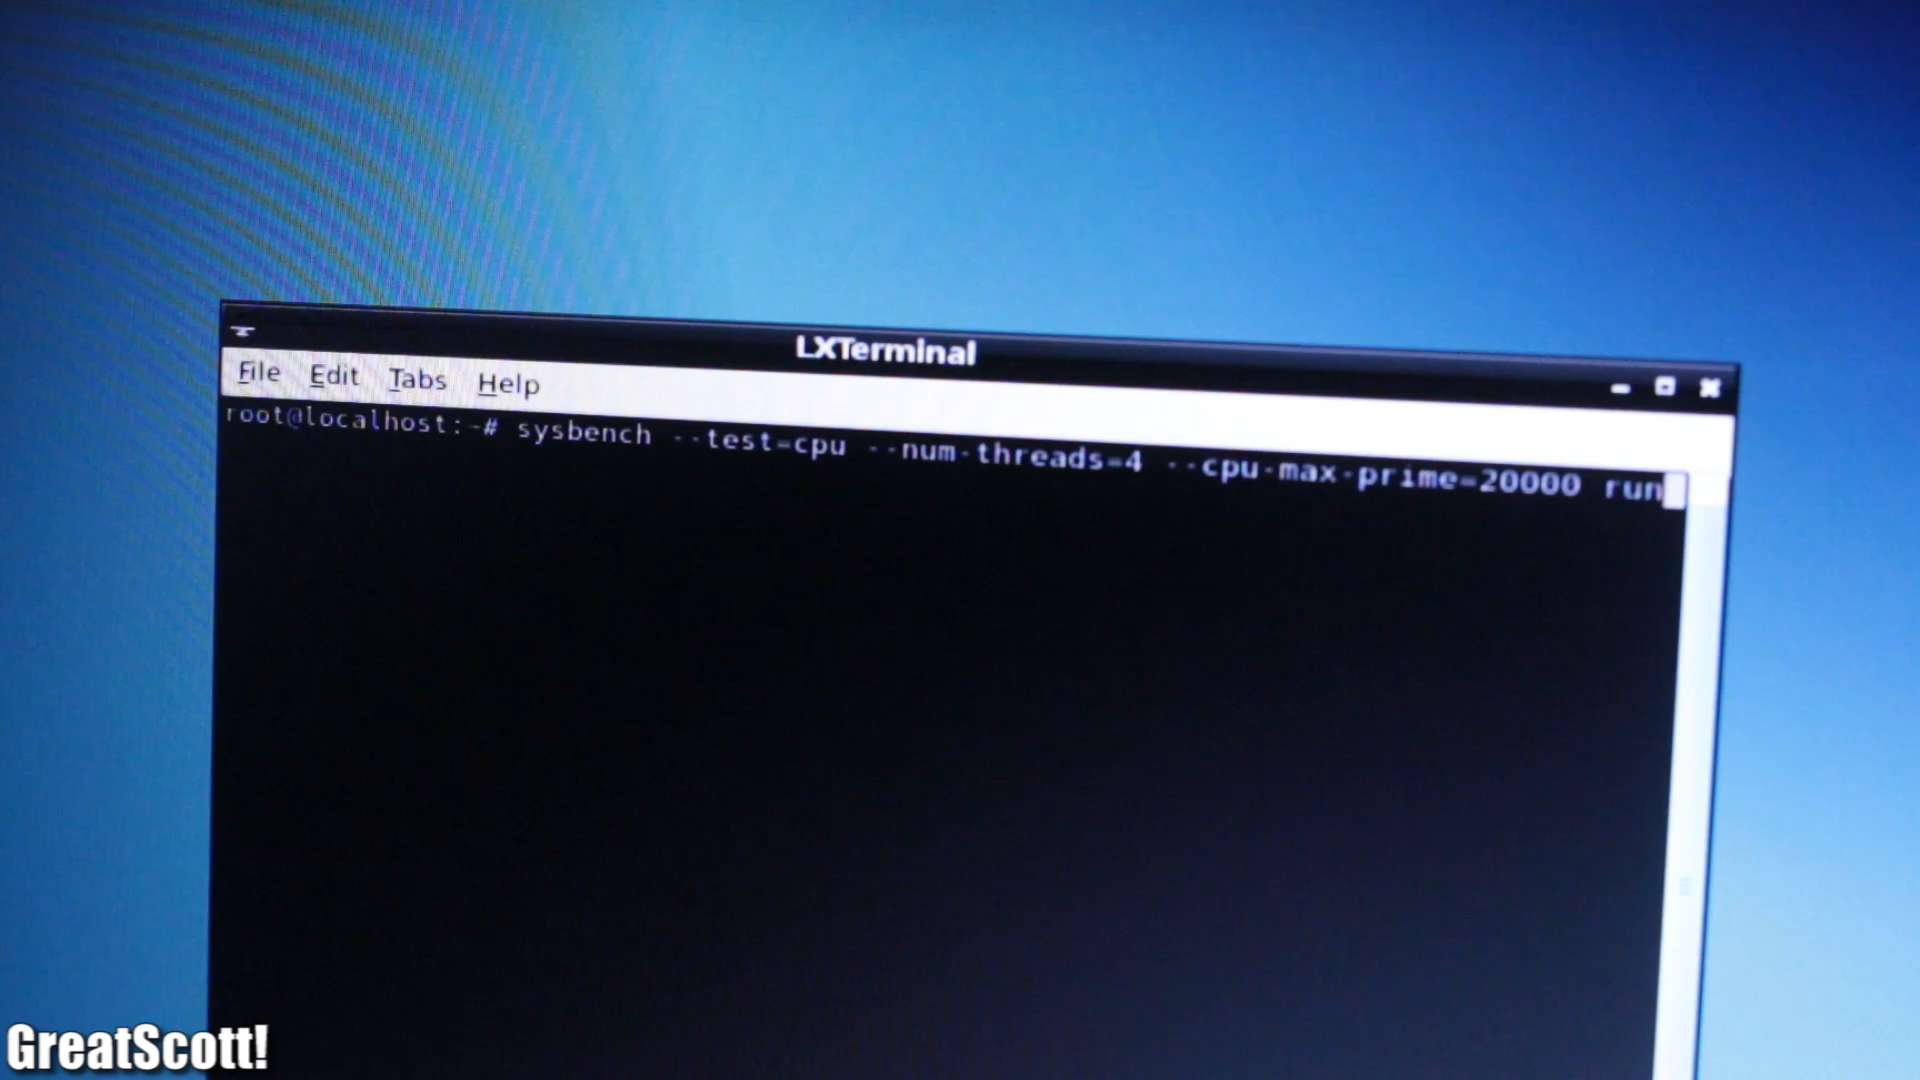 LXTerminal
File Edit Tabs Help
root@localhost:~# sysbench --test=cpu --num-threads=4 --cpu-max-prime=20000 run
GreatScott!